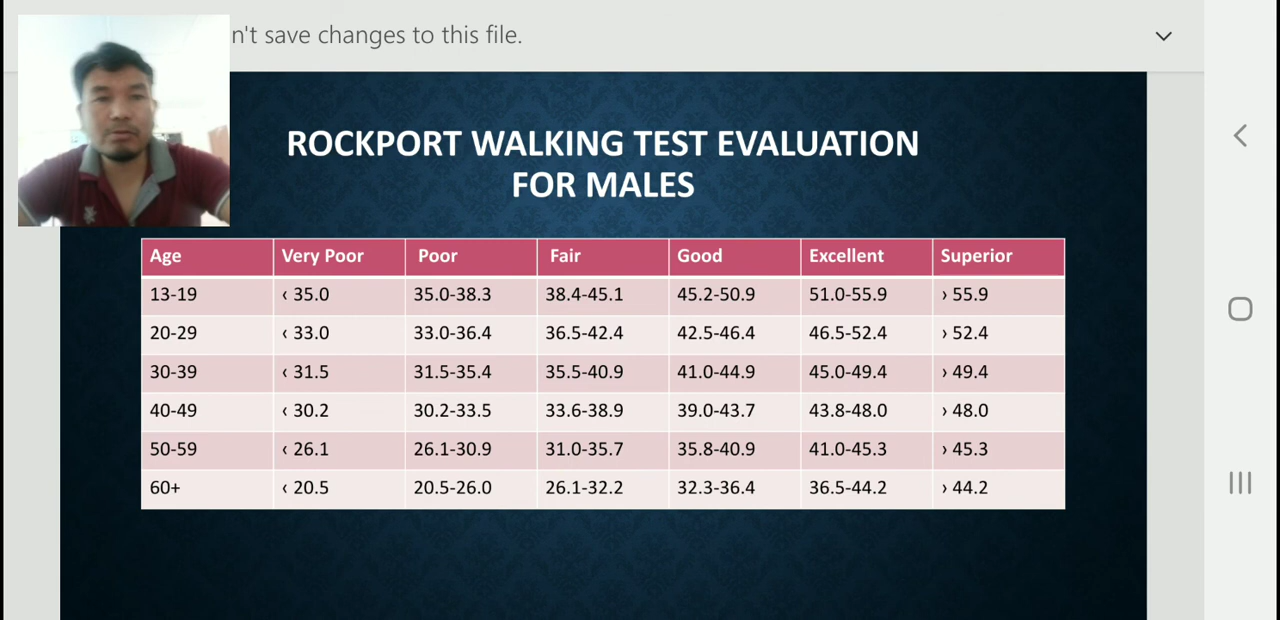 n't save changes to this file.
ROCKPORT WALKING TEST EVALUATION
FOR MALES
Age Very Poor Poor Fair Good Excellent Superior
13-19 ‹ 35.0 35.0-38.3 38.4-45.1 45.2-50.9 51.0-55.9 › 55.9
20-29 ‹ 33.0 33.0-36.4 36.5-42.4 42.5-46.4 46.5-52.4 › 52.4
30-39 ‹ 31.5 31.5-35.4 35.5-40.9 41.0-44.9 45.0-49.4 › 49.4
40-49 ‹ 30.2 30.2-33.5 33.6-38.9 39.0-43.7 43.8-48.0 › 48.0
50-59 ‹ 26.1 26.1-30.9 31.0-35.7 35.8-40.9 41.0-45.3 › 45.3
60+ ‹ 20.5 20.5-26.0 26.1-32.2 32.3-36.4 36.5-44.2 › 44.2